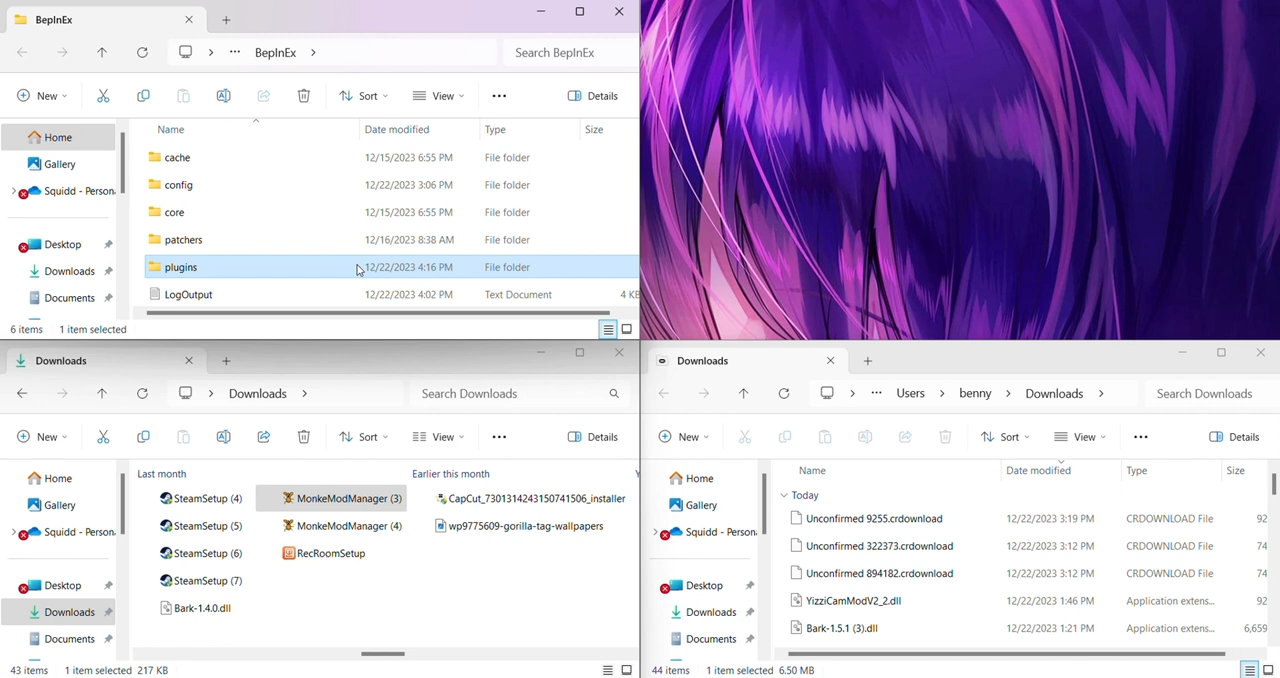 BepInEx
BepInEx
Search BepInEx
New
Sort
View
Details
Home
Gallery
Squidd - Person
Desktop
Downloads
Documents
Name Date modified Type Size
cache 12/15/2023 6:55 PM File folder
config 12/22/2023 3:06 PM File folder
core 12/15/2023 6:55 PM File folder
patchers 12/16/2023 8:38 AM File folder
plugins 12/22/2023 4:16 PM File folder
LogOutput 12/22/2023 4:02 PM Text Document 4 KB
6 items 1 item selected
Downloads
Downloads
Search Downloads
New
Sort
View
Details
Home
Gallery
Squidd - Person
Desktop
Downloads
Documents
Last month
SteamSetup (4)
SteamSetup (5)
SteamSetup (6)
SteamSetup (7)
Bark-1.4.0.dll
MonkeModManager (3)
MonkeModManager (4)
RecRoomSetup
Earlier this month
CapCut_7301314243150741506_installer
wp9775609-gorilla-tag-wallpapers
43 items 1 item selected 217 KB
Downloads
Users benny Downloads
Search Downloads
New
Sort
View
Details
Home
Gallery
Squidd - Person
Desktop
Downloads
Documents
Name Date modified Type Size
Today
Unconfirmed 9255.crdownload 12/22/2023 3:19 PM CRDOWNLOAD File 92
Unconfirmed 322373.crdownload 12/22/2023 3:12 PM CRDOWNLOAD File 74
Unconfirmed 894182.crdownload 12/22/2023 3:12 PM CRDOWNLOAD File 74
YizziCamModV2_2.dll 12/22/2023 1:46 PM Application extens... 92
Bark-1.5.1 (3).dll 12/22/2023 1:21 PM Application extens... 6,659
44 items 1 item selected 6.50 MB